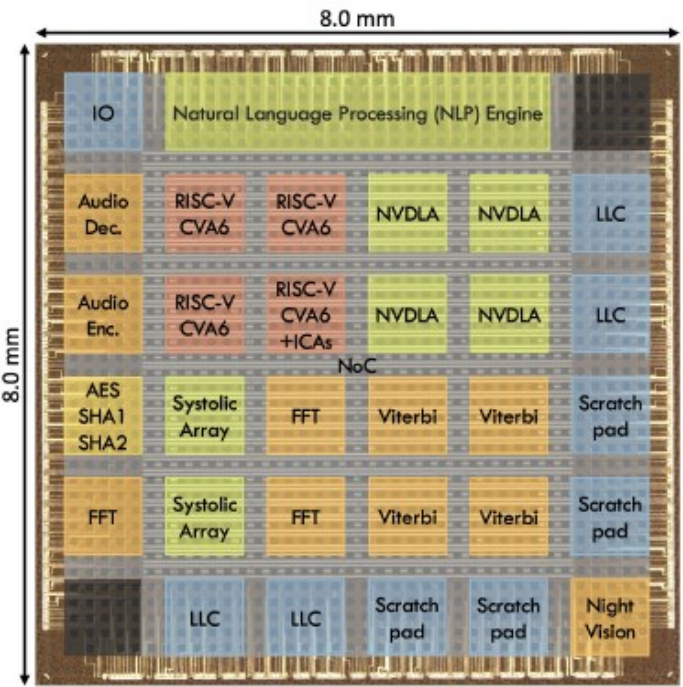 8.0 mm
8.0 mm
IO
Natural Language Processing (NLP) Engine
Audio
Dec.
RISC-V
CVA6
RISC-V
CVA6
NVDLA
NVDLA
LLC
Audio
Enc.
RISC-V
CVA6
RISC-V
CVA6
+ICAs
NVDLA
NVDLA
LLC
NoC
AES
SHA1
SHA2
Systolic
Array
FFT
Viterbi
Viterbi
Scratch
pad
FFT
Systolic
Array
FFT
Viterbi
Viterbi
Scratch
pad
LLC
LLC
Scratch
pad
Scratch
pad
Night
Vision